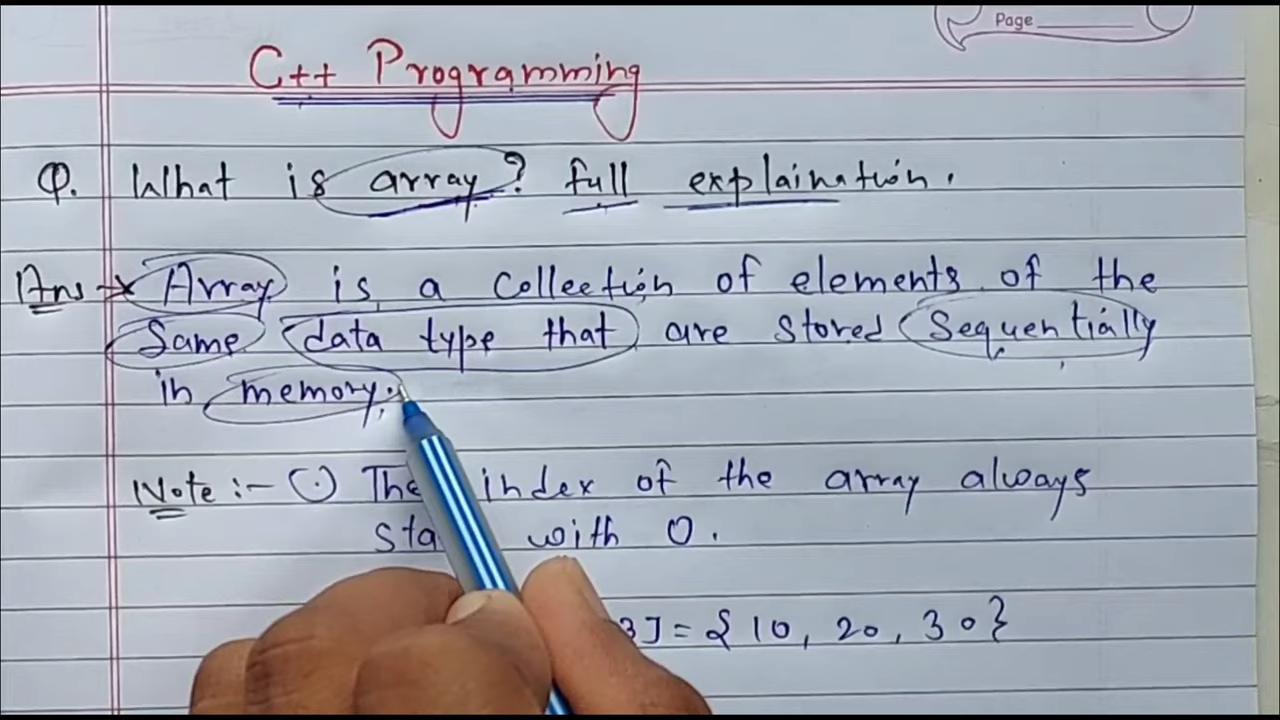 Page
C++ Programming
Q. What is array? full explaination.
Ans → Array is a collection of elements of the
Same data type that are stored Sequentially
in memory.
Note :- (·) The index of the array always
sta with 0.
3] = {10, 20, 30}